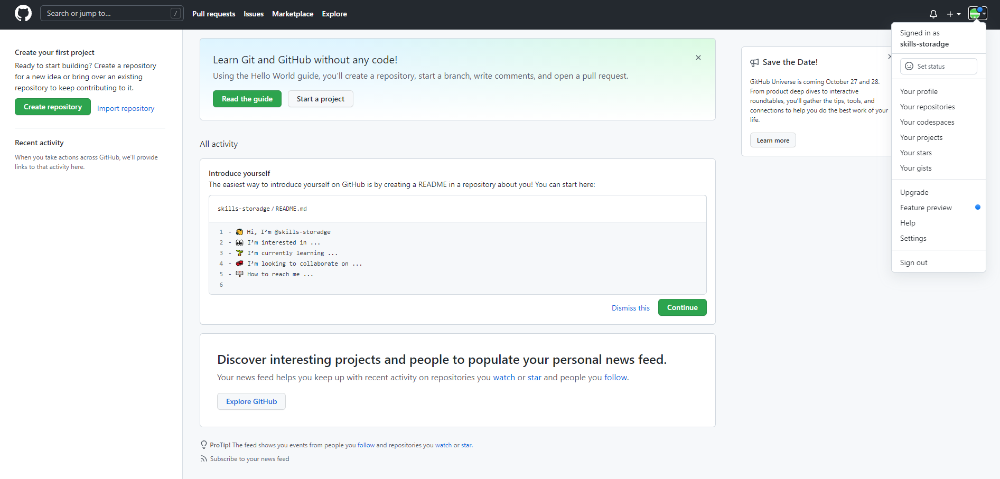 Search or jump to... /
Pull requests Issues Marketplace Explore
Create your first project
Ready to start building? Create a repository
for a new idea or bring over an existing
repository to keep contributing to it.
Create repository Import repository
Recent activity
When you take actions across GitHub, we’ll provide
links to that activity here.
Learn Git and GitHub without any code!
Using the Hello World guide, you’ll create a repository, start a branch, write comments, and open a pull request.
Read the guide Start a project
All activity
Introduce yourself
The easiest way to introduce yourself on GitHub is by creating a README in a repository about you! You can start here:
skills-storadge / README.md
1 - 👋 Hi, I’m @skills-storadge
2 - 👀 I’m interested in ...
3 - 🌱 I’m currently learning ...
4 - 💞️ I’m looking to collaborate on ...
5 - 📫 How to reach me ...
6
Dismiss this Continue
Discover interesting projects and people to populate your personal news feed.
Your news feed helps you keep up with recent activity on repositories you watch or star and people you follow.
Explore GitHub
ProTip! The feed shows you events from people you follow and repositories you watch or star.
Subscribe to your news feed
Save the Date!
GitHub Universe is coming October 27 and 28.
From product deep dives to interactive
roundtables, you’ll gather the tips, tools, and
connections to help you do the best work of your
life.
Learn more
Signed in as
skills-storadge
Set status
Your profile
Your repositories
Your codespaces
Your projects
Your stars
Your gists
Upgrade
Feature preview
Help
Settings
Sign out